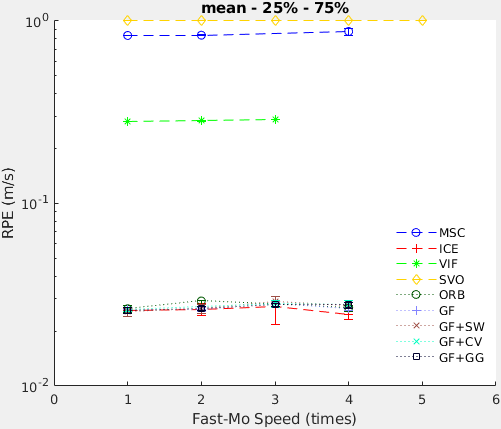 mean - 25% - 75%
10^0
10^-1
10^-2
RPE (m/s)
MSC
ICE
VIF
SVO
ORB
GF
GF+SW
GF+CV
GF+GG
0 1 2 3 4 5 6
Fast-Mo Speed (times)